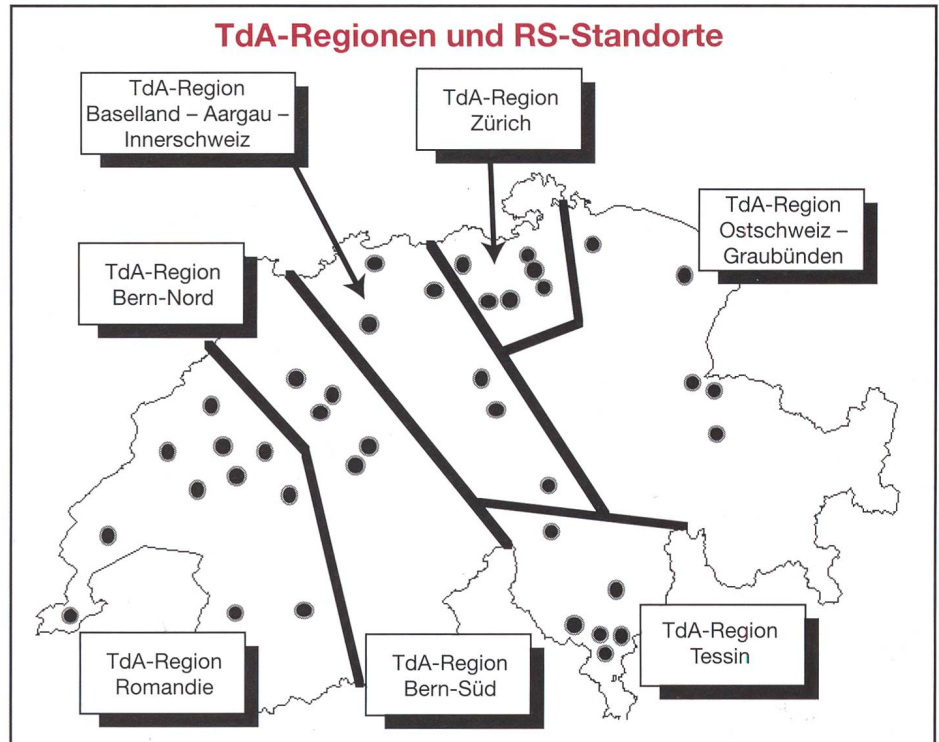 TdA-Regionen und RS-Standorte
TdA-Region
Baselland – Aargau –
Innerschweiz
TdA-Region
Zürich
TdA-Region
Ostschweiz –
Graubünden
TdA-Region
Bern-Nord
TdA-Region
Romandie
TdA-Region
Bern-Süd
TdA-Region
Tessin